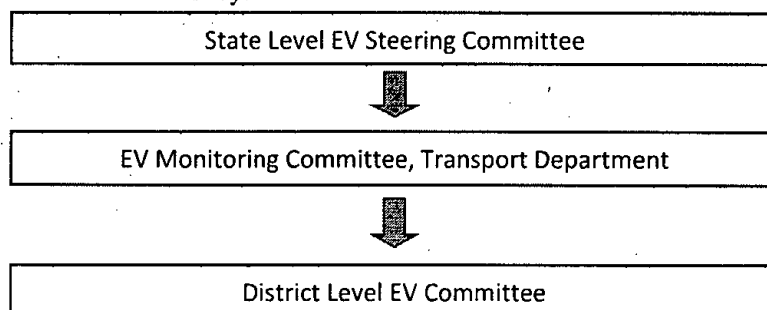 State Level EV Steering Committee
EV Monitoring Committee, Transport Department
District Level EV Committee